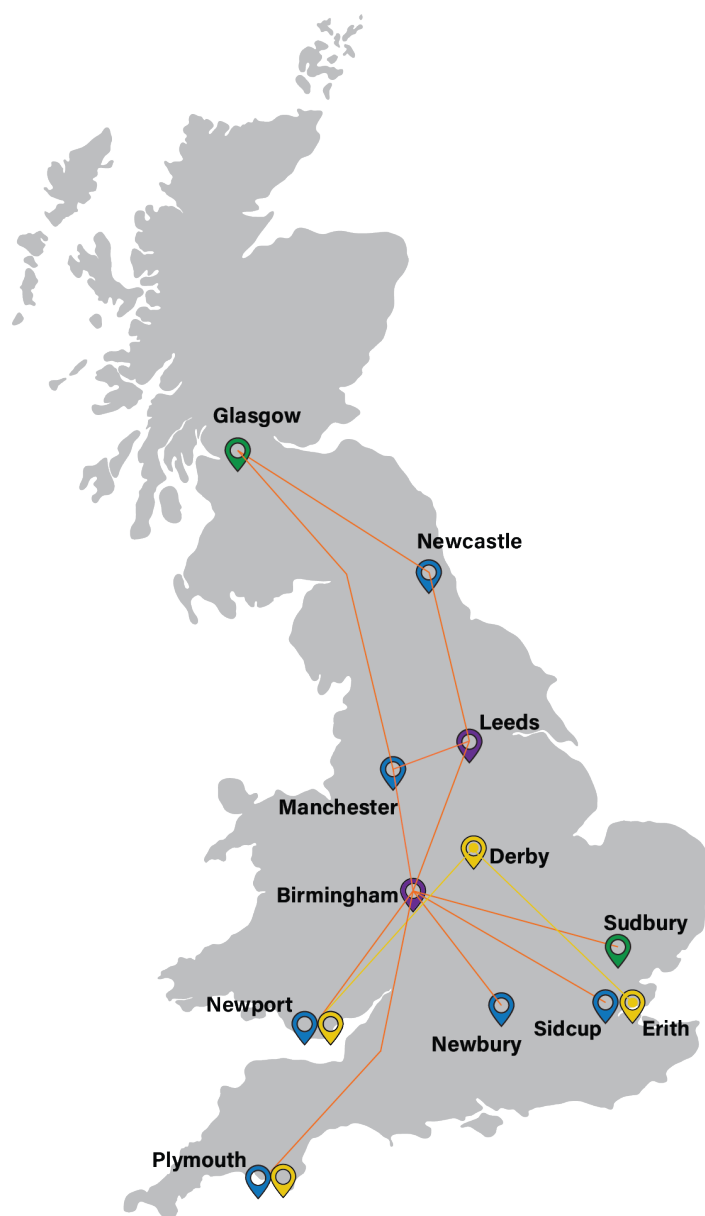 Glasgow
Newcastle
Leeds
Manchester
Derby
Birmingham
Sudbury
Newport
Sidcup
Erith
Newbury
Plymouth